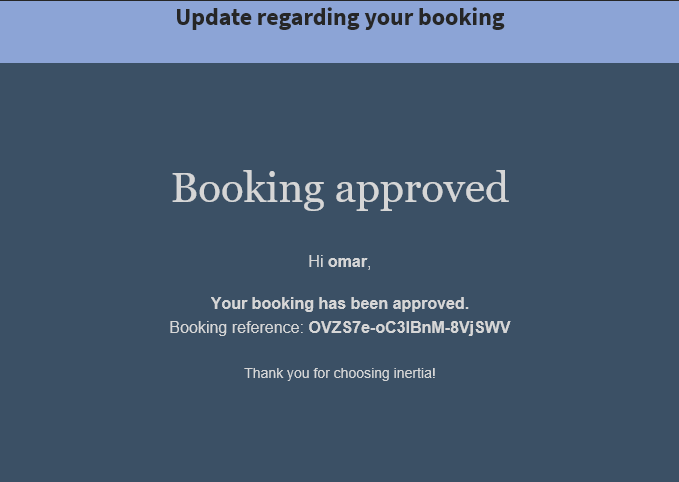 Update regarding your booking
Booking approved
Hi omar,
Your booking has been approved.
Booking reference: OVZS7e-oC3IBnM-8VjSWV
Thank you for choosing inertia!